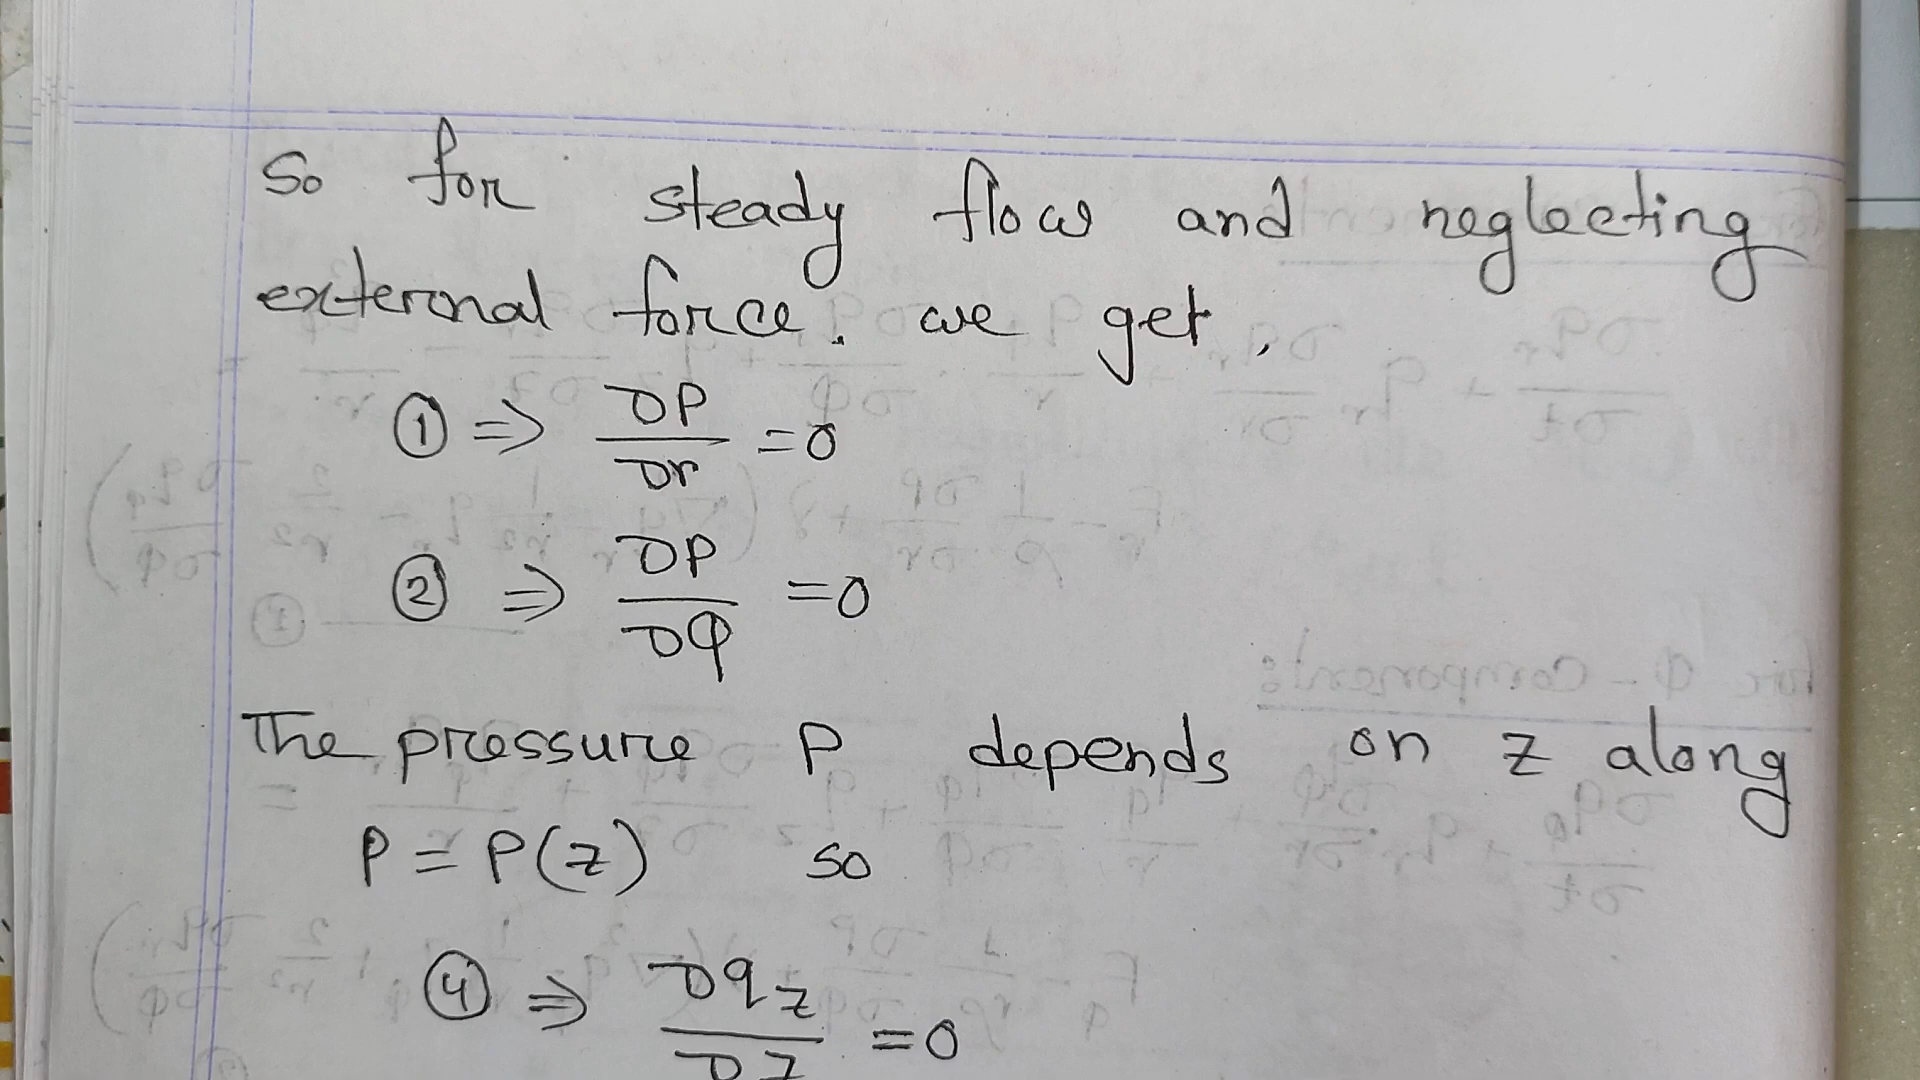 So for steady flow and neglecting
external force. we get,
① ⇒ ∂P/∂r = 0
② ⇒ ∂P/∂φ = 0
The pressure P depends on z along
P = P(z) so
④ ⇒ ∂q_z/∂z = 0